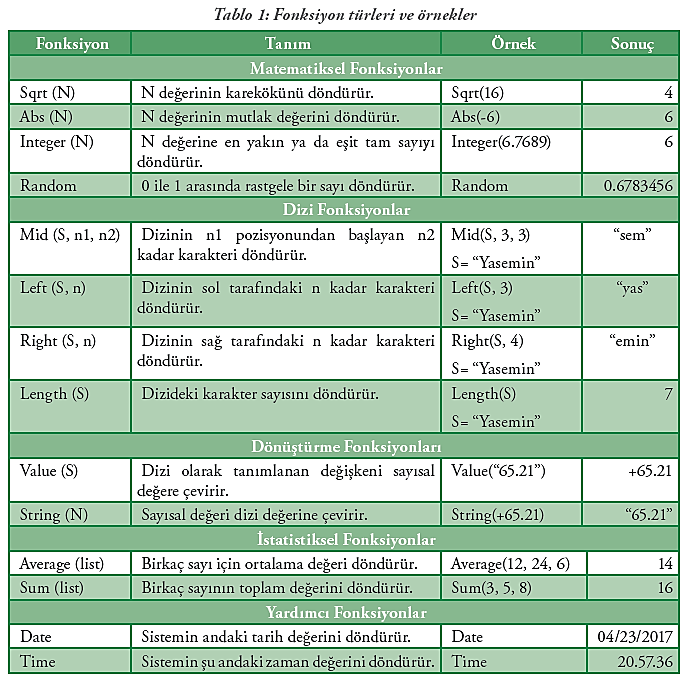 Tablo 1: Fonksiyon türleri ve örnekler
Fonksiyon Tanım Örnek Sonuç
Matematiksel Fonksiyonlar
Sqrt (N) N değerinin karekökünü döndürür. Sqrt(16) 4
Abs (N) N değerinin mutlak değerini döndürür. Abs(-6) 6
Integer (N) N değerine en yakın ya da eşit tam sayıyı Integer(6.7689) 6
döndürür.
Random 0 ile 1 arasında rastgele bir sayı döndürür. Random 0.6783456
Dizi Fonksiyonlar
Mid (S, n1, n2) Dizinin n1 pozisyonundan başlayan n2 Mid(S, 3, 3) “sem”
kadar karakteri döndürür.
S= “Yasemin”
Left (S, n) Dizinin sol tarafındaki n kadar karakteri Left(S, 3) “yas”
döndürür.
S= “Yasemin”
Right (S, n) Dizinin sağ tarafındaki n kadar karakteri Right(S, 4) “emin”
döndürür.
S= “Yasemin”
Length (S) Dizideki karakter sayısını döndürür. Length(S) 7
S= “Yasemin”
Dönüştürme Fonksiyonları
Value (S) Dizi olarak tanımlanan değişkeni sayısal Value(“65.21”) +65.21
değere çevirir.
String (N) Sayısal değeri dizi değerine çevirir. String(+65.21) “65.21”
İstatistiksel Fonksiyonlar
Average (list) Birkaç sayı için ortalama değeri döndürür. Average(12, 24, 6) 14
Sum (list) Birkaç sayının toplam değerini döndürür. Sum(3, 5, 8) 16
Yardımcı Fonksiyonlar
Date Sistemin andaki tarih değerini döndürür. Date 04/23/2017
Time Sistemin şu andaki zaman değerini döndürür. Time 20.57.36